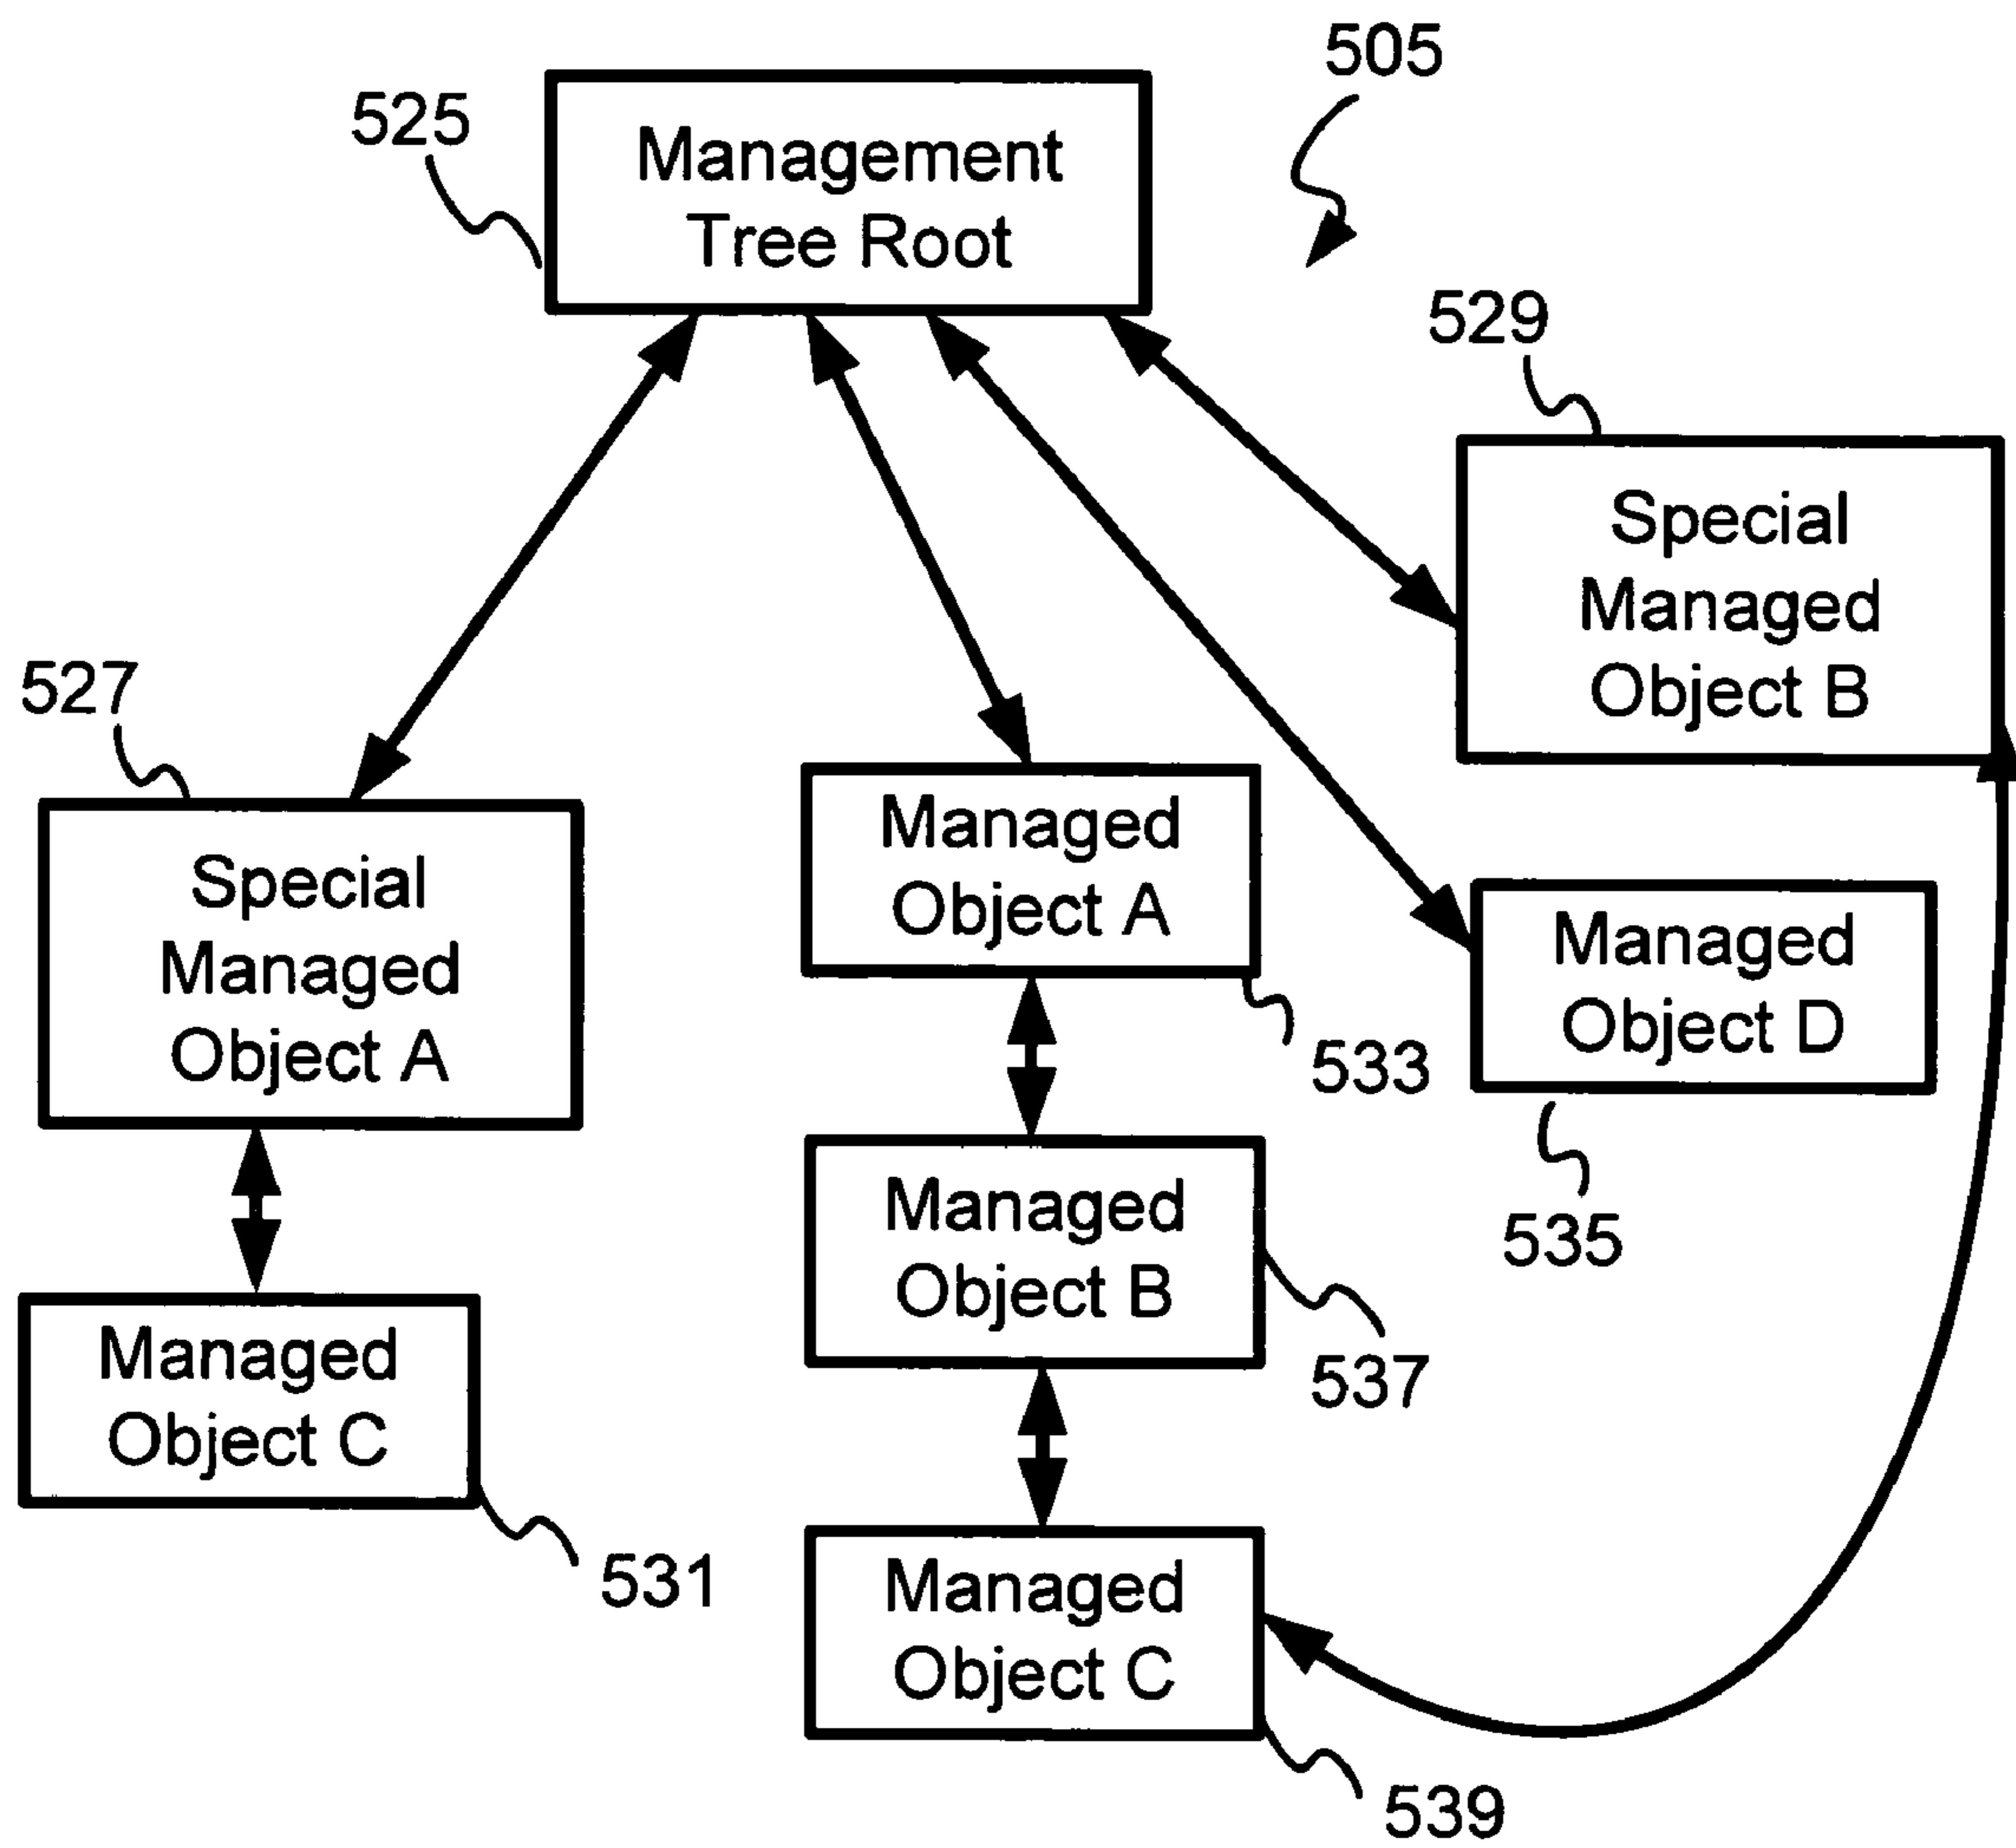 505
525
Management
Tree Root
529
Special
Managed
Object B
527
Managed
Object A
Special
Managed
Object A
Managed
Object D
533
535
Managed
Object B
537
Managed
Object C
531
Managed
Object C
539